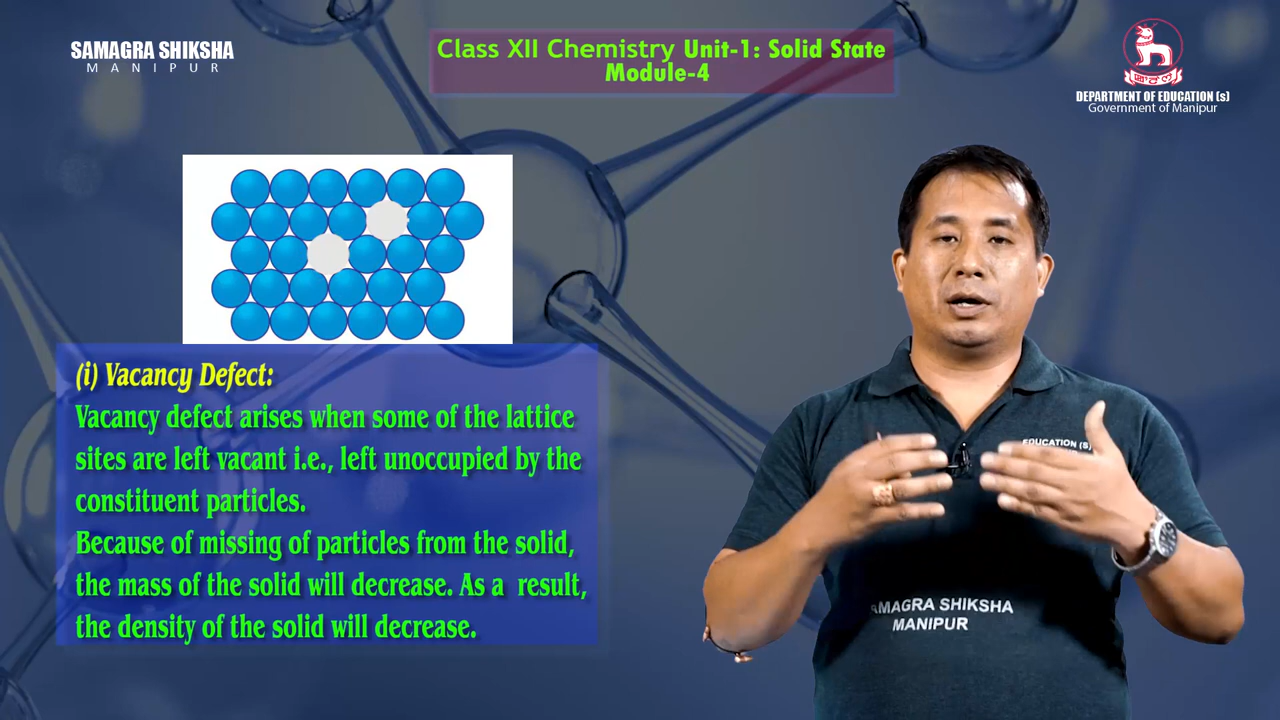 SAMAGRA SHIKSHA
MANIPUR
Class XII Chemistry Unit-1: Solid State
Module-4
DEPARTMENT OF EDUCATION (s)
Government of Manipur
(i) Vacancy Defect:
Vacancy defect arises when some of the lattice
sites are left vacant i.e., left unoccupied by the
constituent particles.
Because of missing of particles from the solid,
the mass of the solid will decrease. As a result,
the density of the solid will decrease.
EDUCATION (S)
AMAGRA SHIKSHA
MANIPUR